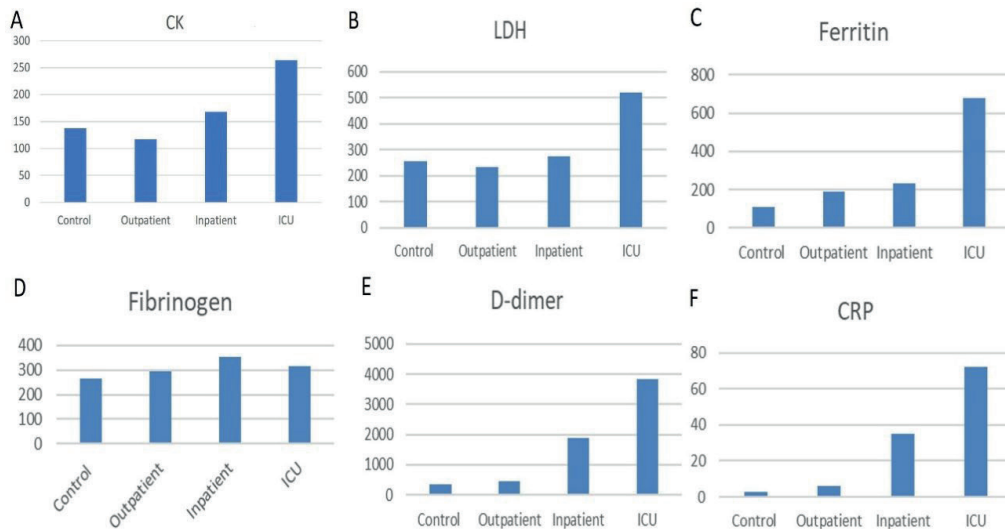 A
CK
300
250
200
150
100
50
0
Control Outpatient Inpatient ICU
B
LDH
600
500
400
300
200
100
0
Control Outpatient Inpatient ICU
C
Ferritin
800
600
400
200
0
Control Outpatient Inpatient ICU
D
Fibrinogen
400
300
200
100
0
Control Outpatient Inpatient ICU
E
D-dimer
5000
4000
3000
2000
1000
0
Control Outpatient Inpatient ICU
F
CRP
80
60
40
20
0
Control Outpatient Inpatient ICU